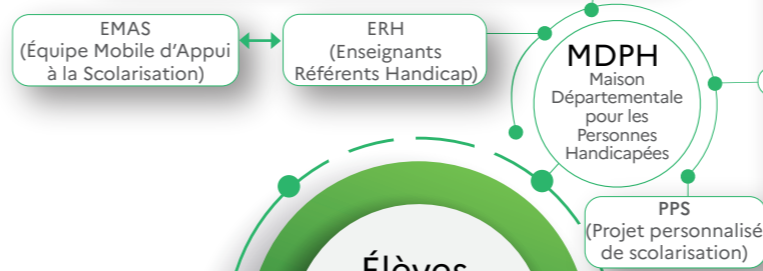 EMAS
(Équipe Mobile d'Appui
à la Scolarisation)
ERH
(Enseignants
Référents Handicap)
MDPH
Maison
Départementale
pour les
Personnes
Handicapées
PPS
(Projet personnalisé
de scolarisation)
Élèves